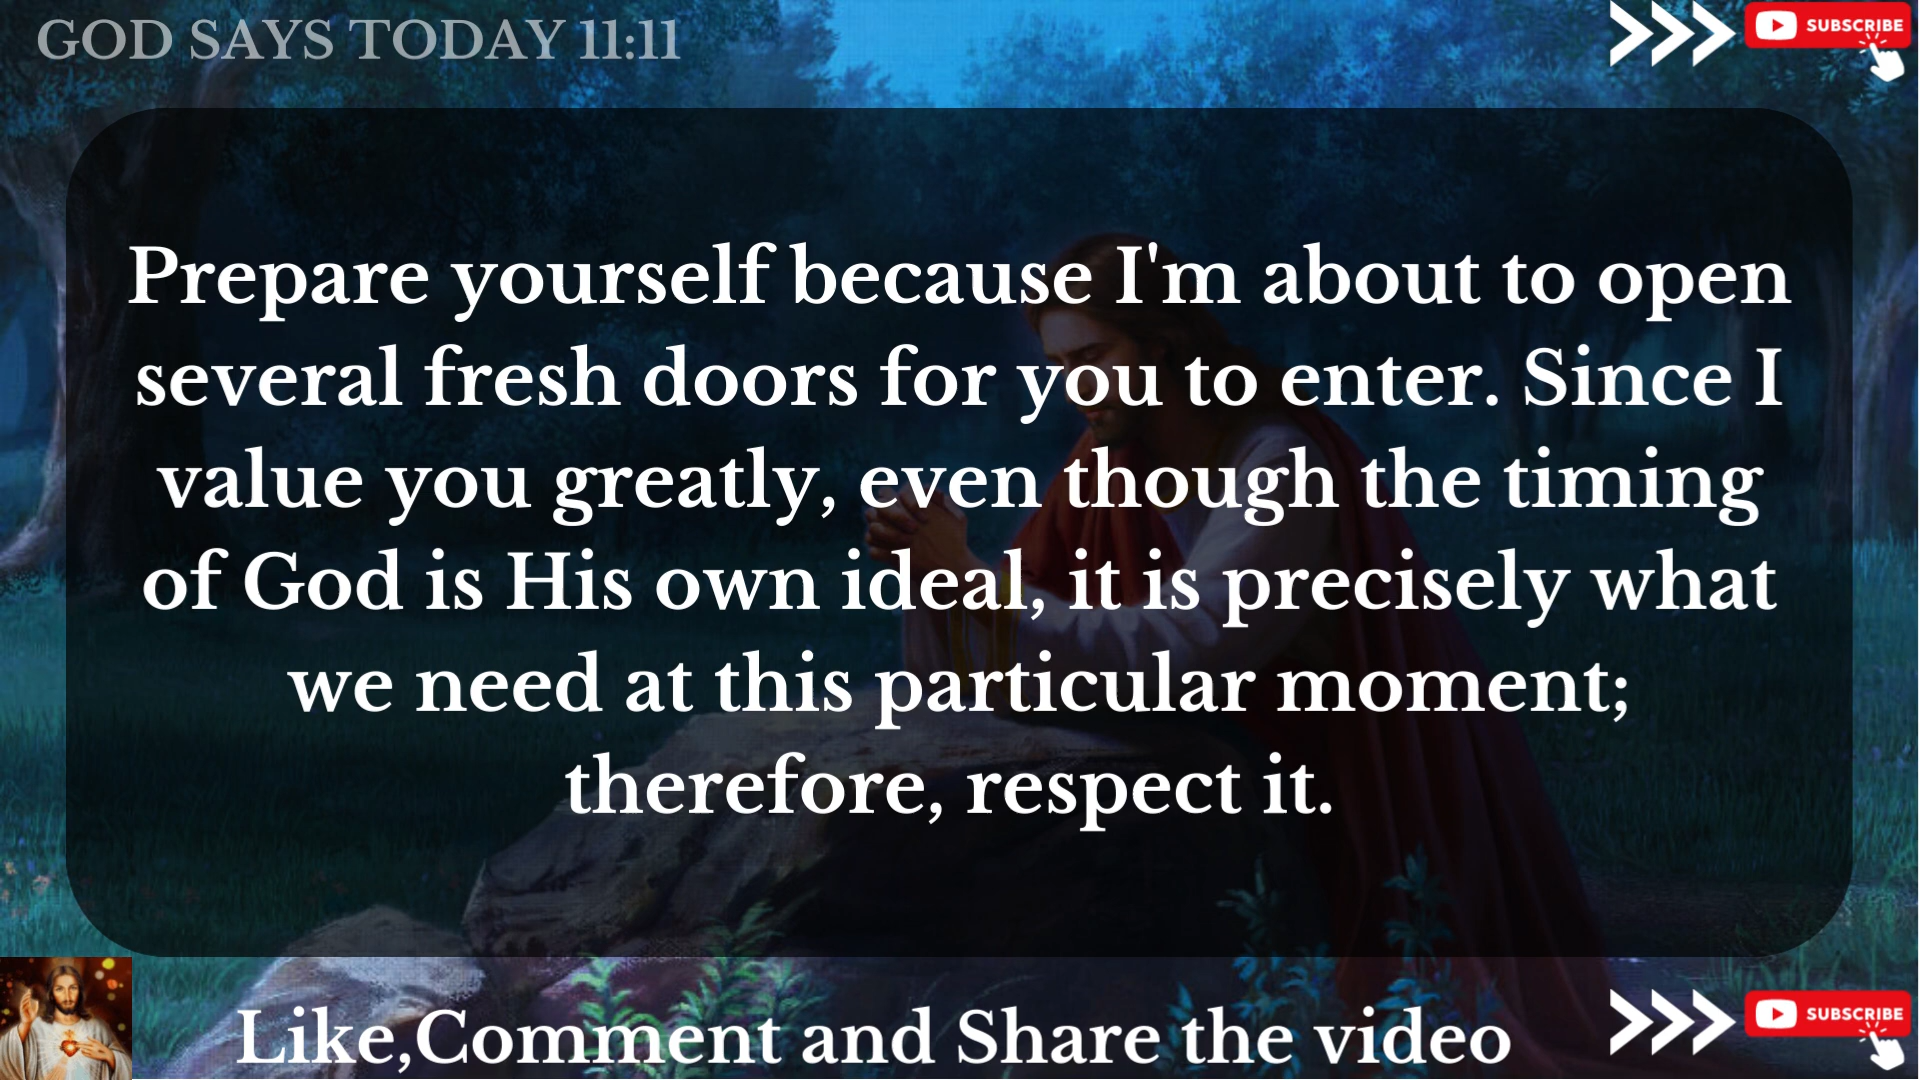 GOD SAYS TODAY 11:11
SUBSCRIBE
Prepare yourself because I'm about to open
several fresh doors for you to enter. Since I
value you greatly, even though the timing
of God is His own ideal, it is precisely what
we need at this particular moment;
therefore, respect it.
Like,Comment and Share the video
SUBSCRIBE